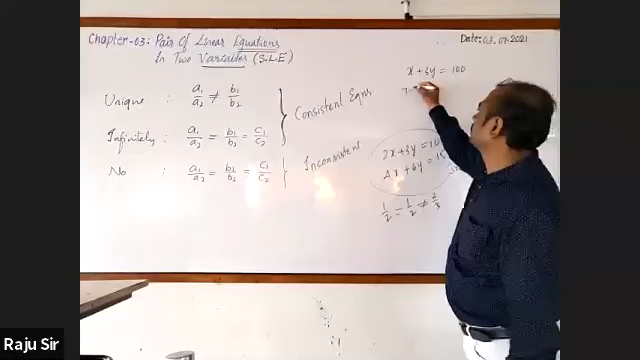 Chapter-03: Pair Of Linear Equations
In Two Variables (S.L.E)
Date: 03.07.2021
Unique : a₁/a₂ ≠ b₁/b₂
Infinitely : a₁/a₂ = b₁/b₂ = c₁/c₂
Consistent Eqns.
No : a₁/a₂ = b₁/b₂ = c₁/c₂
Inconsistent
x + 3y = 100
2x + 3y = 10
4x + 6y = 15
1/2 = 1/2 ≠ 2/3
Raju Sir